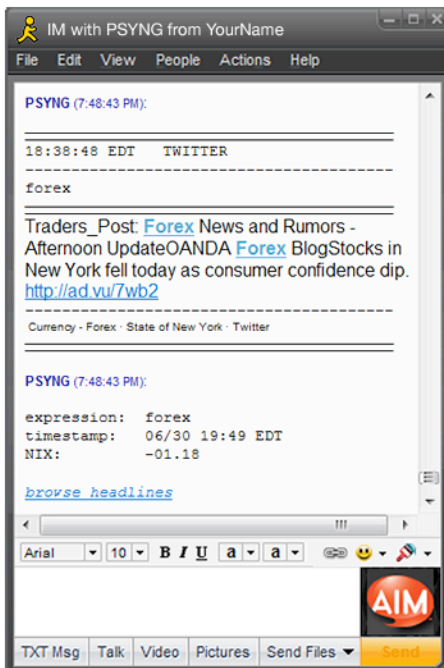 IM with PSYNG from YourName
File Edit View People Actions Help
PSYNG (7:48:43 PM):
18:38:48 EDT TWITTER
forex
Traders_Post: Forex News and Rumors -
Afternoon UpdateOANDA Forex BlogStocks in
New York fell today as consumer confidence dip.
http://ad.vu/7wb2
Currency - Forex · State of New York · Twitter
PSYNG (7:48:43 PM):
expression: forex
timestamp: 06/30 19:49 EDT
NIX: -01.18
browse headlines
Arial 10 B I U a a
AIM
TXT Msg Talk Video Pictures Send Files Send